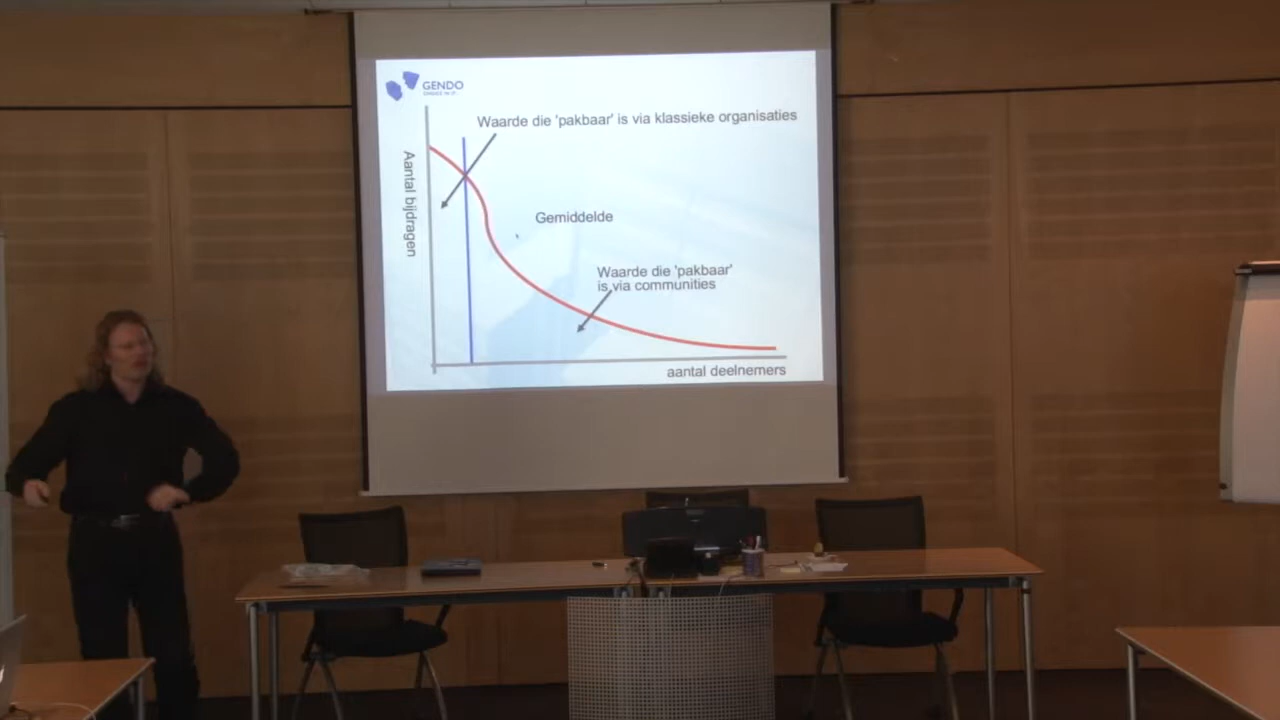 GENDO
Waarde die 'pakbaar' is via klassieke organisaties
Aantal bijdragen
Gemiddelde
Waarde die 'pakbaar'
is via communities
aantal deelnemers